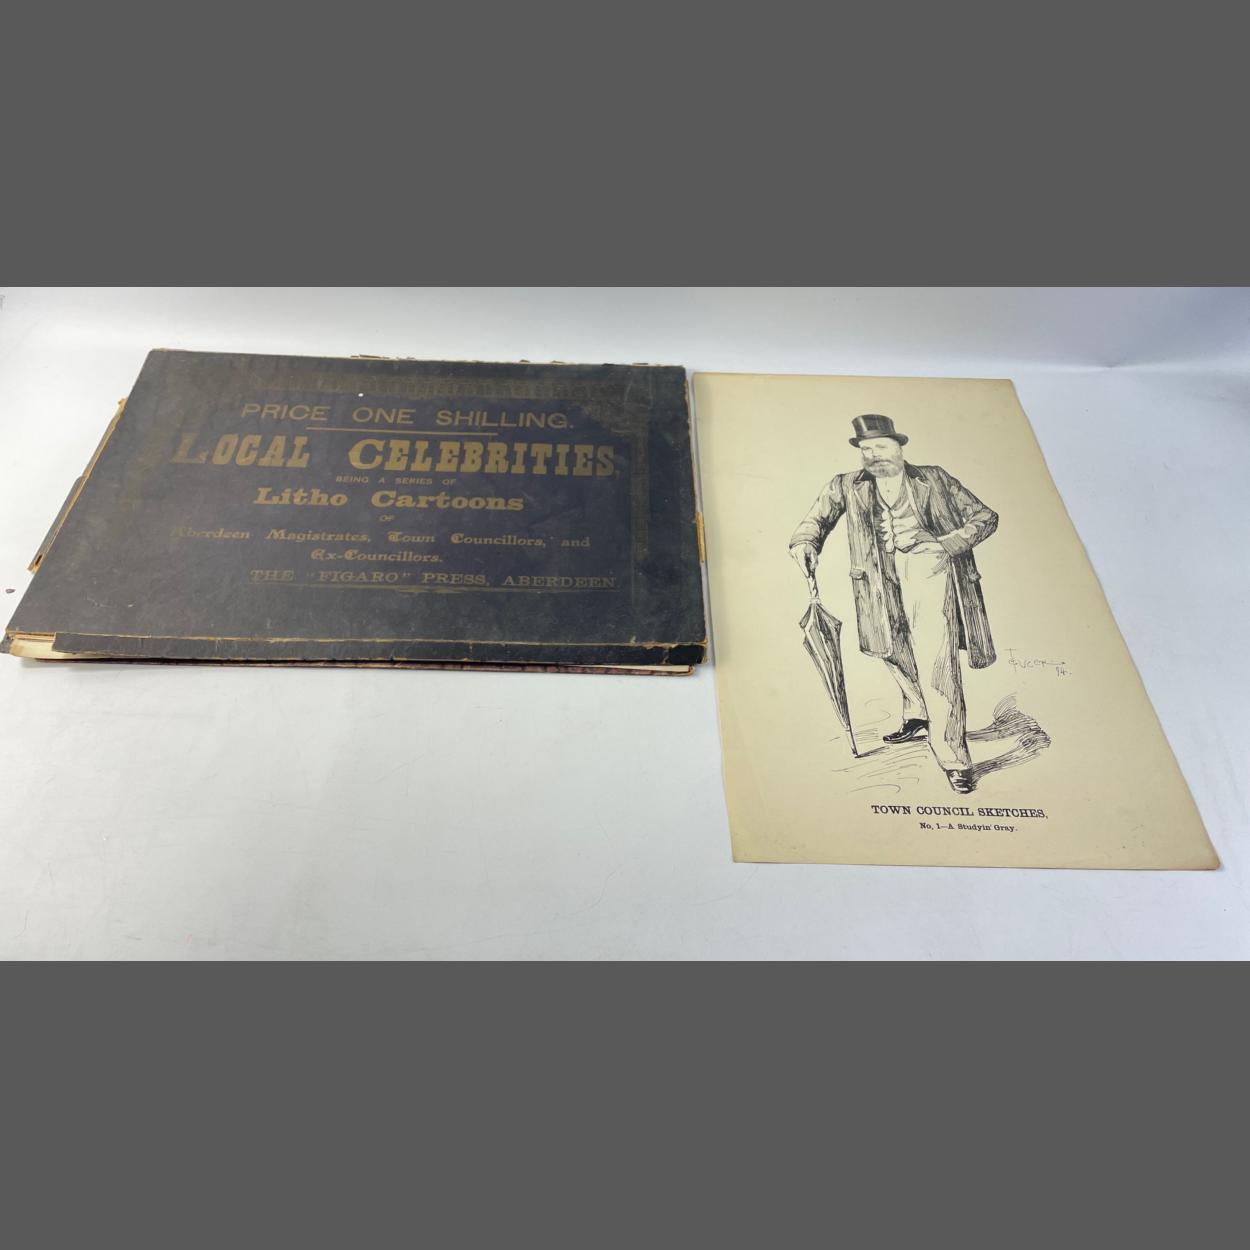 PRICE ONE SHILLING.
LOCAL CELEBRITIES,
BEING A SERIES OF
Litho Cartoons
OF
Aberdeen Magistrates, Town Councillors, and
Ex-Councillors.
THE "FIGARO" PRESS, ABERDEEN.
94.
TOWN COUNCIL SKETCHES,
No, 1—A Studyin' Gray.